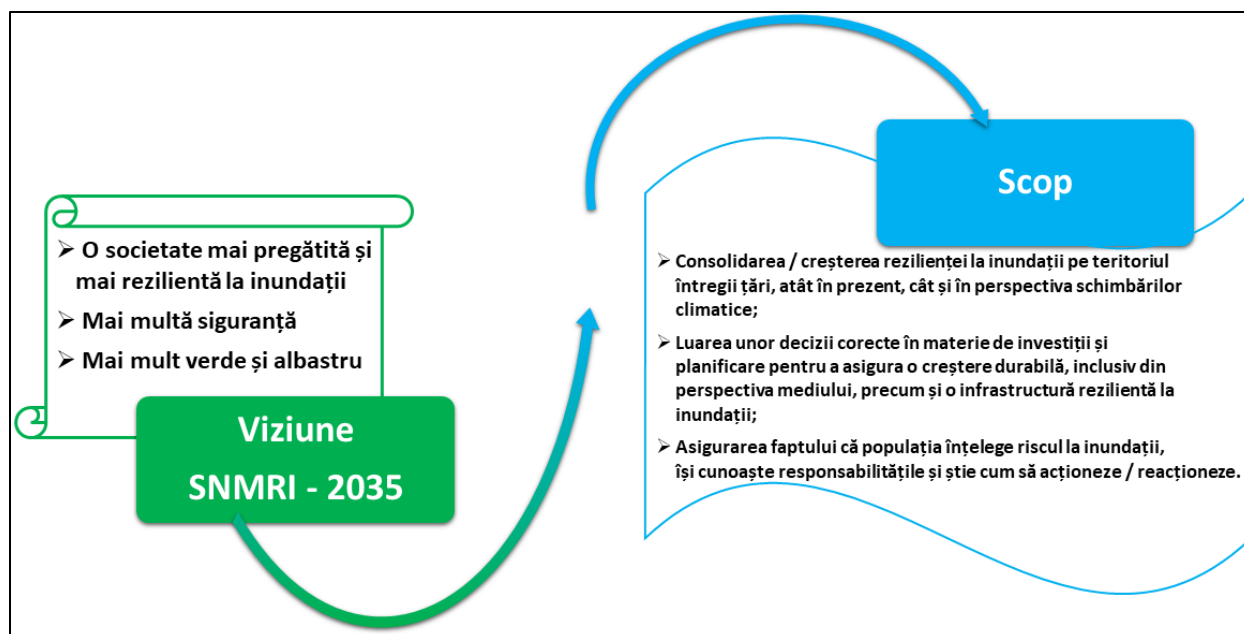 ➢ O societate mai pregătită și
mai rezilientă la inundații
➢ Mai multă siguranță
➢ Mai mult verde și albastru
Viziune
SNMRI - 2035
Scop
➢ Consolidarea / creșterea rezilienței la inundații pe teritoriul
întregii țări, atât în prezent, cât și în perspectiva schimbărilor
climatice;
➢ Luarea unor decizii corecte în materie de investiții și
planificare pentru a asigura o creștere durabilă, inclusiv din
perspectiva mediului, precum și o infrastructură rezilientă la
inundații;
➢ Asigurarea faptului că populația înțelege riscul la inundații,
își cunoaște responsabilitățile și știe cum să acționeze / reacționeze.